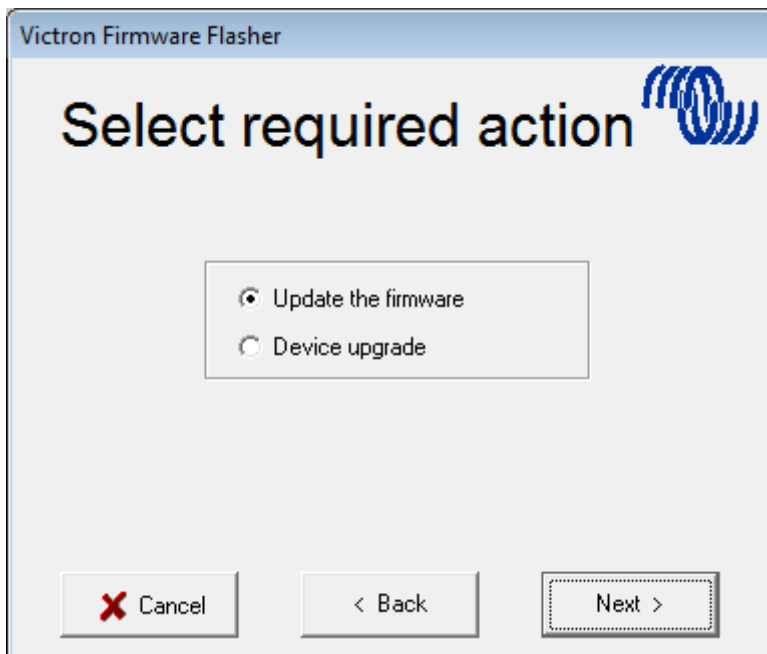 Victron Firmware Flasher
Select required action
Update the firmware
Device upgrade
Cancel
< Back
Next >